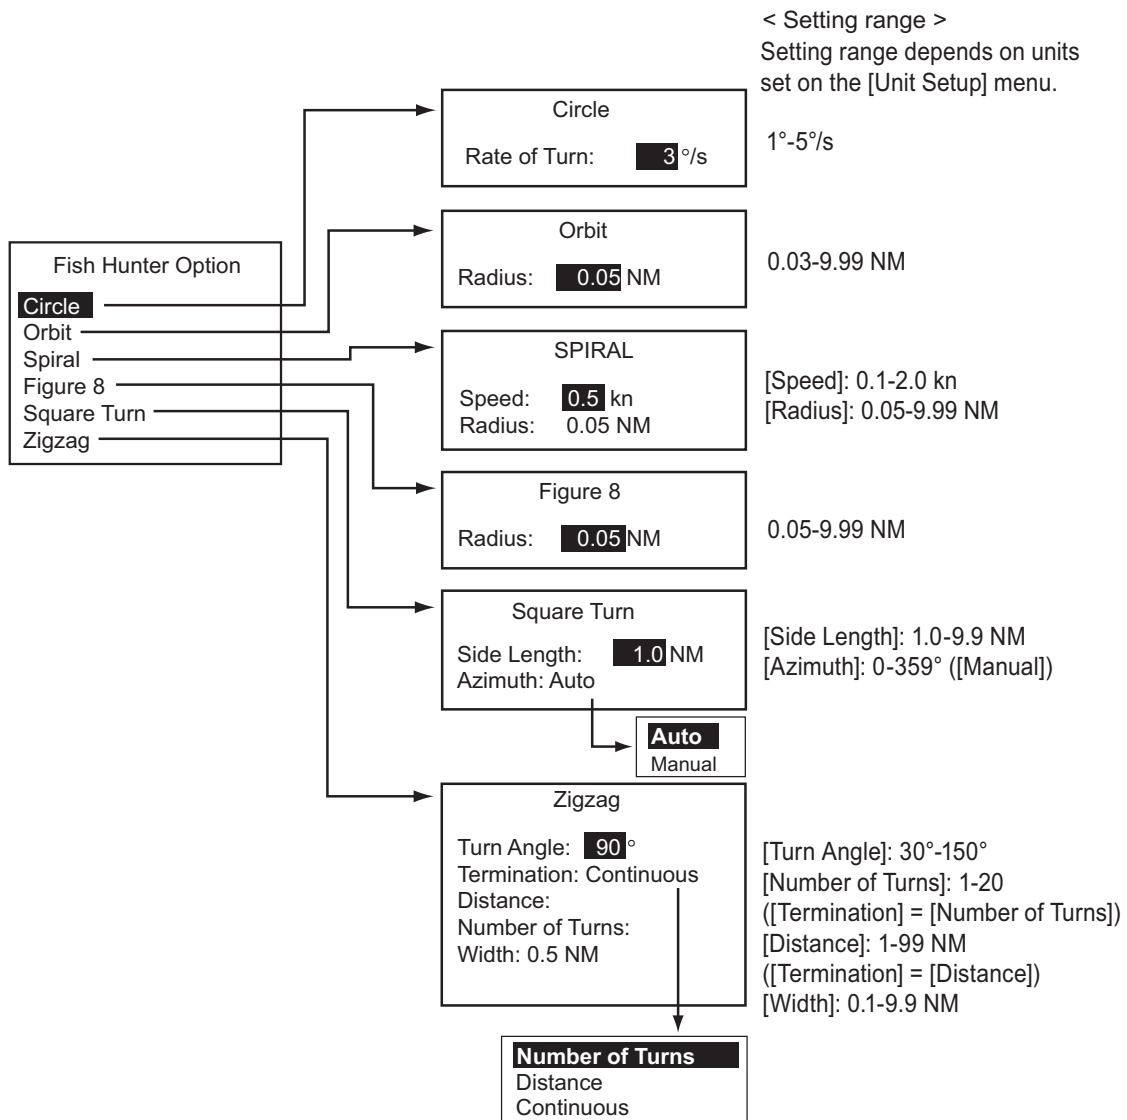 < Setting range >
Setting range depends on units
set on the [Unit Setup] menu.
Circle
Rate of Turn: 3 °/s
1°-5°/s
Orbit
Radius: 0.05 NM
0.03-9.99 NM
Fish Hunter Option
Circle
Orbit
Spiral
Figure 8
Square Turn
Zigzag
SPIRAL
Speed: 0.5 kn
Radius: 0.05 NM
[Speed]: 0.1-2.0 kn
[Radius]: 0.05-9.99 NM
Figure 8
Radius: 0.05 NM
0.05-9.99 NM
Square Turn
Side Length: 1.0 NM
Azimuth: Auto
[Side Length]: 1.0-9.9 NM
[Azimuth]: 0-359° ([Manual])
Auto
Manual
Zigzag
Turn Angle: 90 °
Termination: Continuous
Distance:
Number of Turns:
Width: 0.5 NM
[Turn Angle]: 30°-150°
[Number of Turns]: 1-20
([Termination] = [Number of Turns])
[Distance]: 1-99 NM
([Termination] = [Distance])
[Width]: 0.1-9.9 NM
Number of Turns
Distance
Continuous